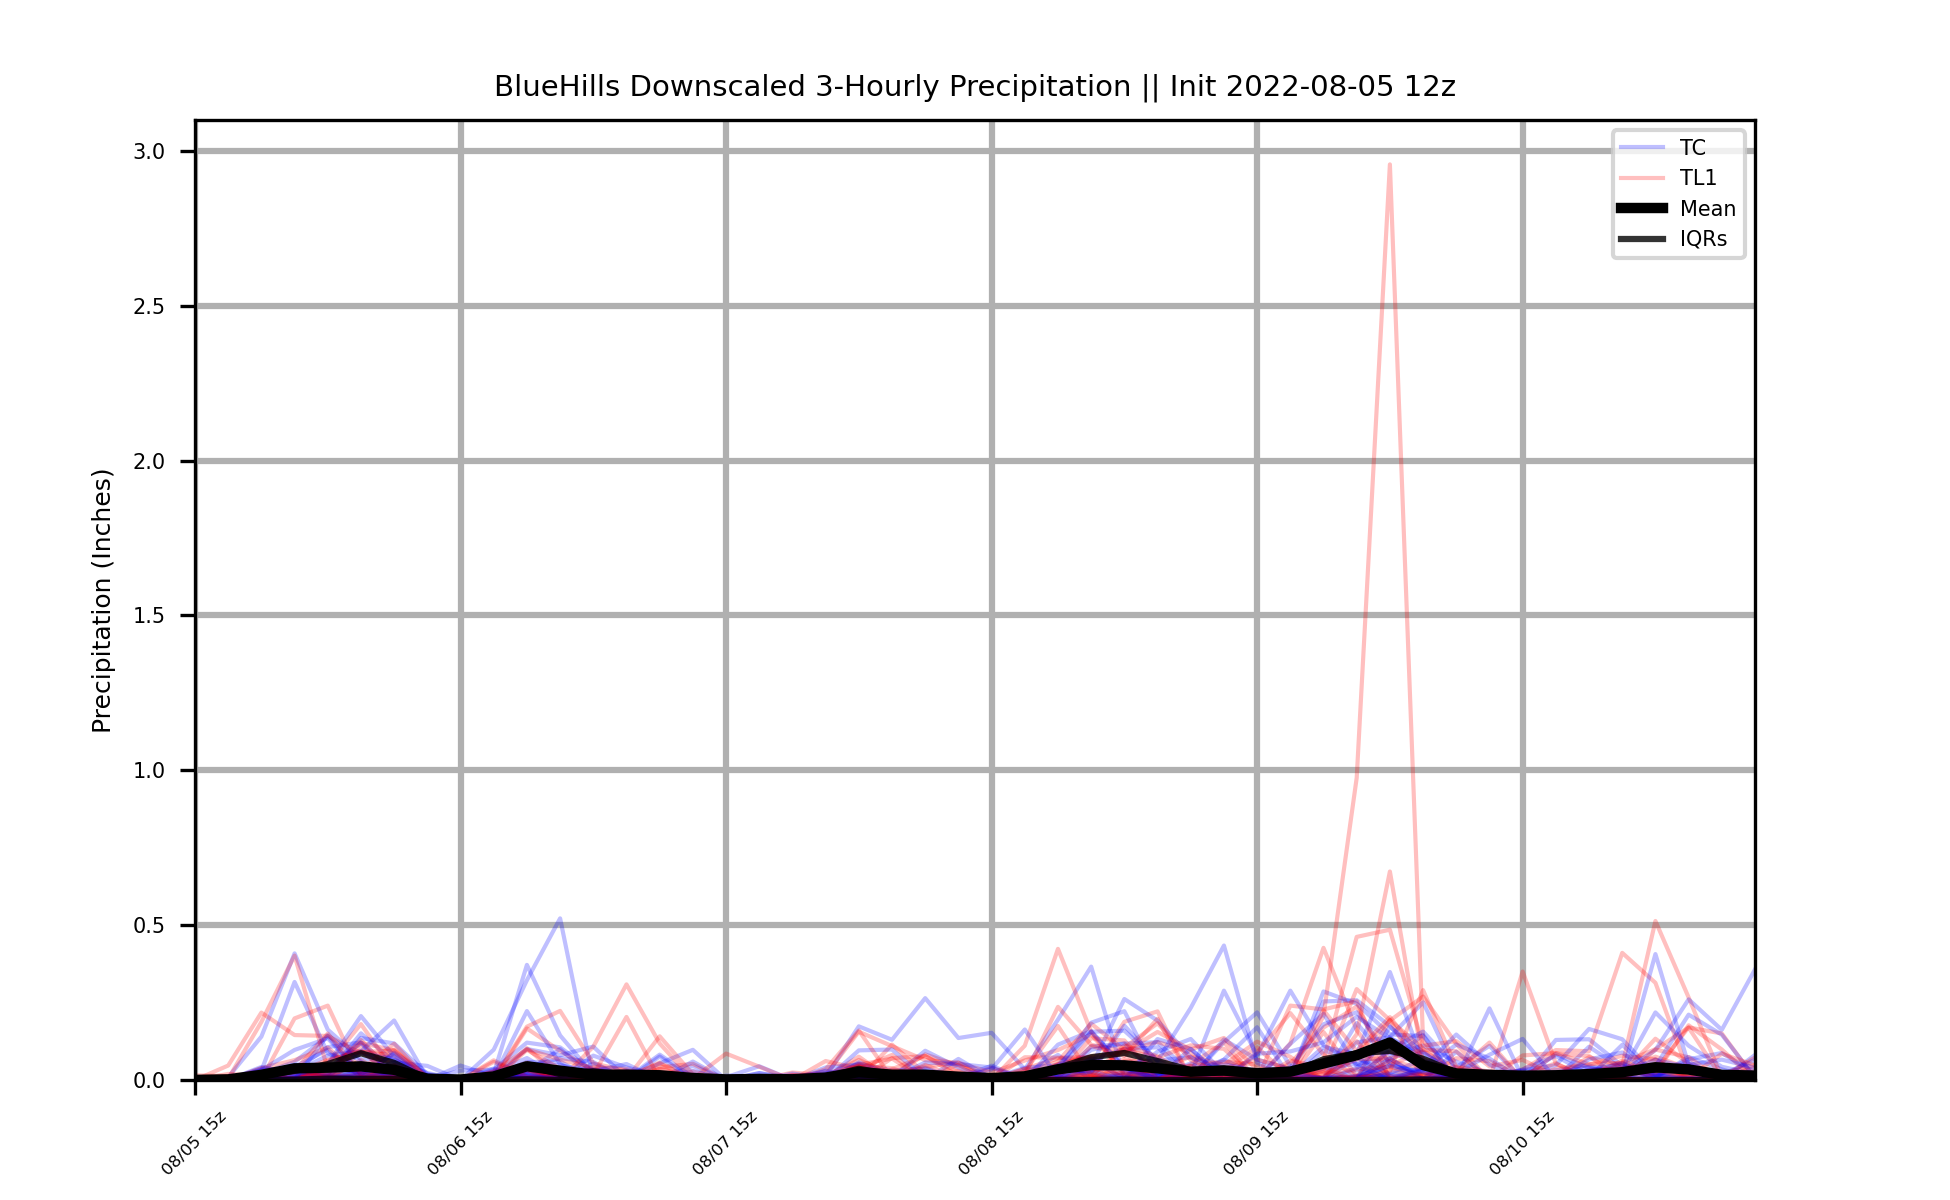 BlueHills Downscaled 3-Hourly Precipitation || Init 2022-08-05 12z
TC
TL1
Mean
IQRs
Precipitation (Inches)
3.0
2.5
2.0
1.5
1.0
0.5
0.0
08/05 15z
08/06 15z
08/07 15z
08/08 15z
08/09 15z
08/10 15z